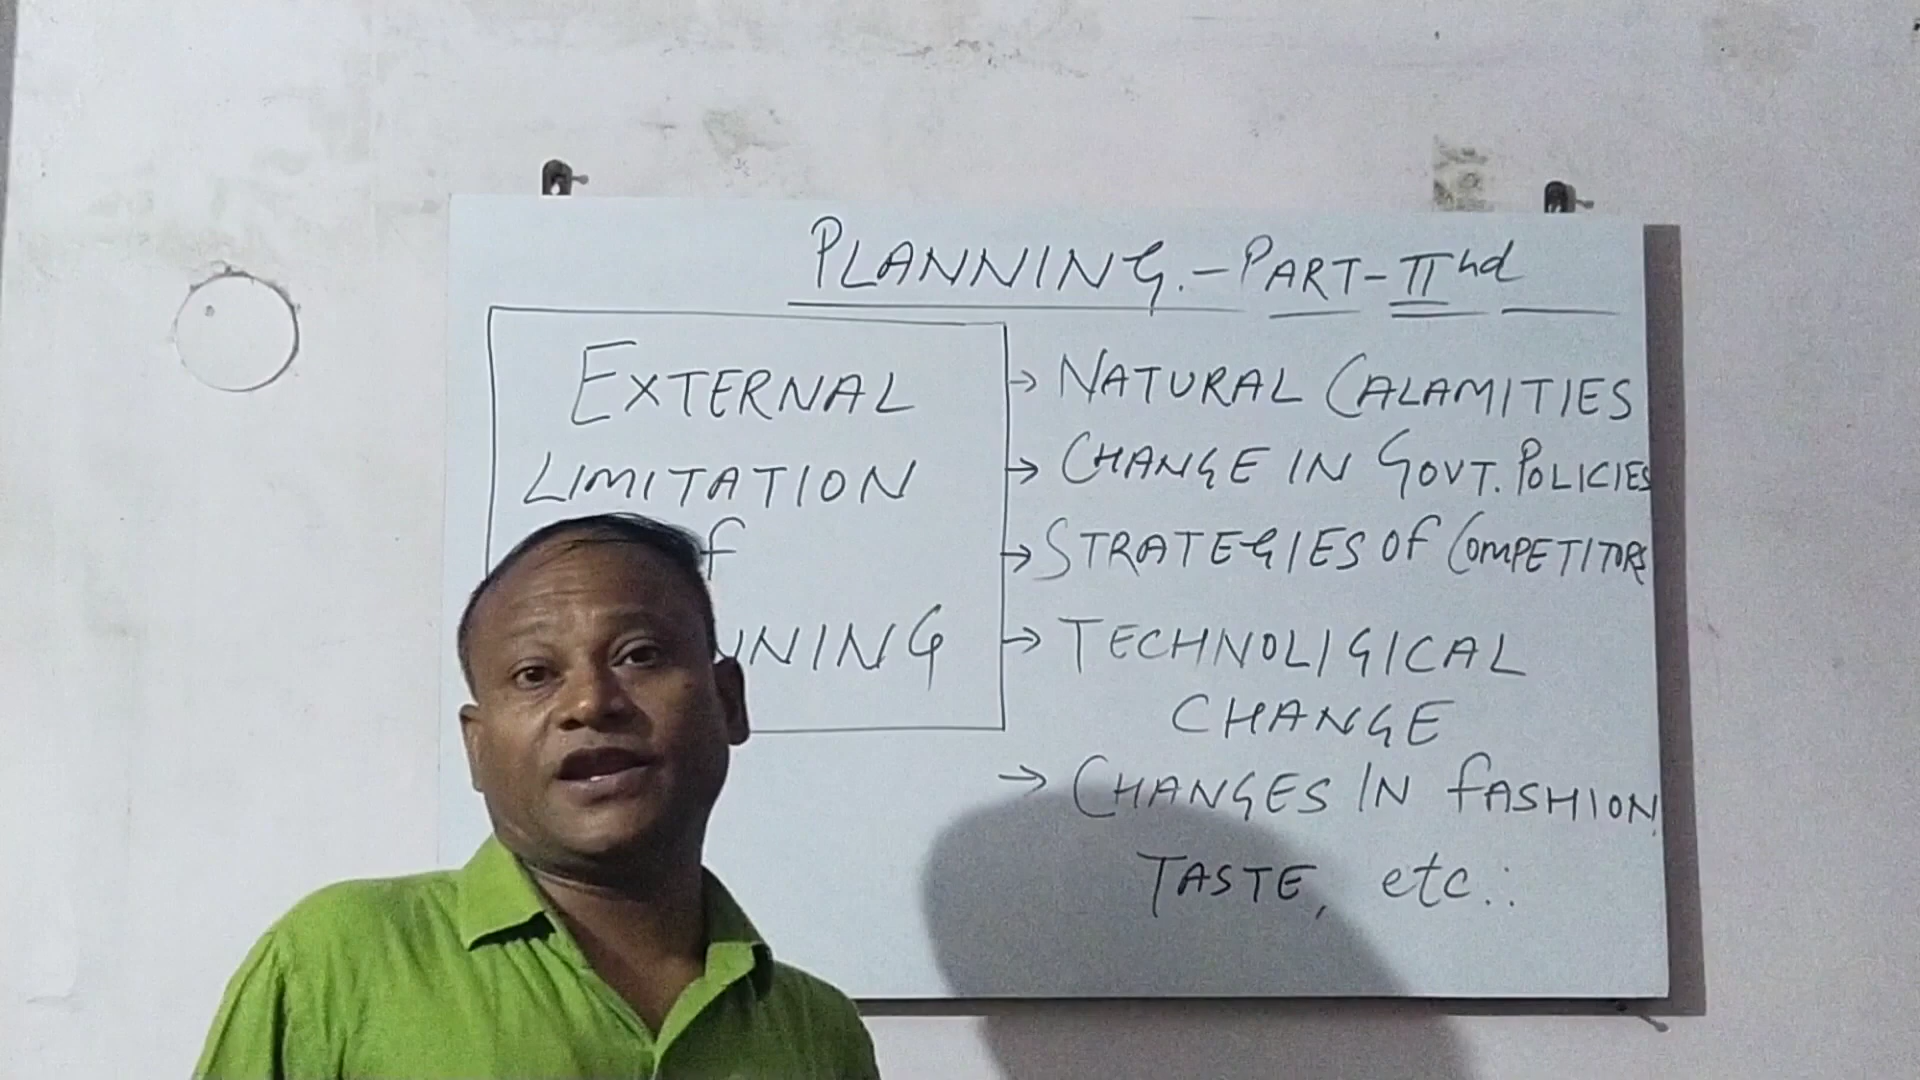 PLANNING.-PART-IInd
EXTERNAL
LIMITATION
f
NNING
→ NATURAL CALAMITIES
→ CHANGE IN GOVT. POLICIES
→ STRATEGIES OF COMPETITORS
→ TECHNOLIGICAL
CHANGE
→ CHANGES IN FASHION,
TASTE, etc..